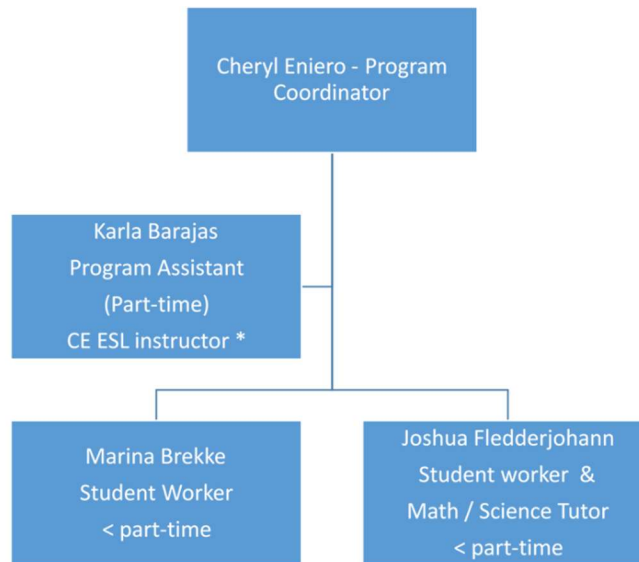 Cheryl Eniero - Program
Coordinator
Karla Barajas
Program Assistant
(Part-time)
CE ESL instructor *
Marina Brekke
Student Worker
< part-time
Joshua Fledderjohann
Student worker  &
Math / Science Tutor
< part-time